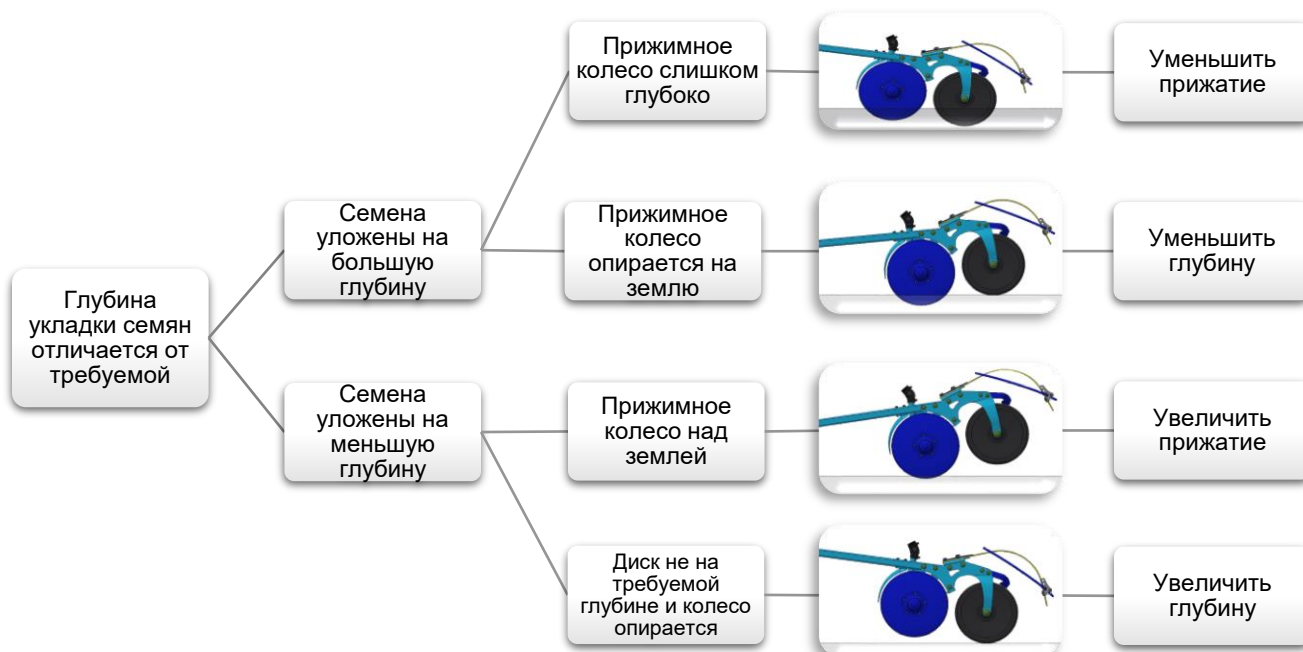 Глубина
укладки семян
отличается от
требуемой
Семена
уложены на
большую
глубину
Прижимное
колесо слишком
глубоко
Уменьшить
прижатие
Прижимное
колесо
опирается на
землю
Уменьшить
глубину
Семена
уложены на
меньшую
глубину
Прижимное
колесо над
землей
Увеличить
прижатие
Диск не на
требуемой
глубине и колесо
опирается
Увеличить
глубину